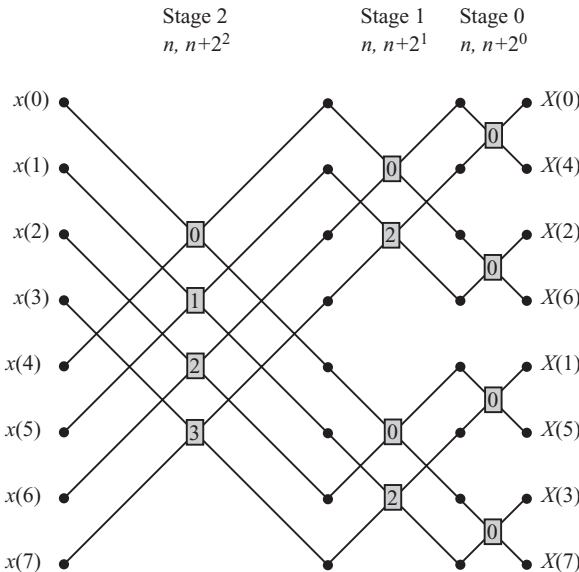 Stage 2 Stage 1 Stage 0
n, n+2² n, n+2¹ n, n+2⁰
x(0) X(0)
0
x(1) 0 X(4)
x(2) 0 2 X(2)
0
x(3) 1 X(6)
x(4) 2 X(1)
0
x(5) 3 0 X(5)
x(6) 2 X(3)
0
x(7) X(7)